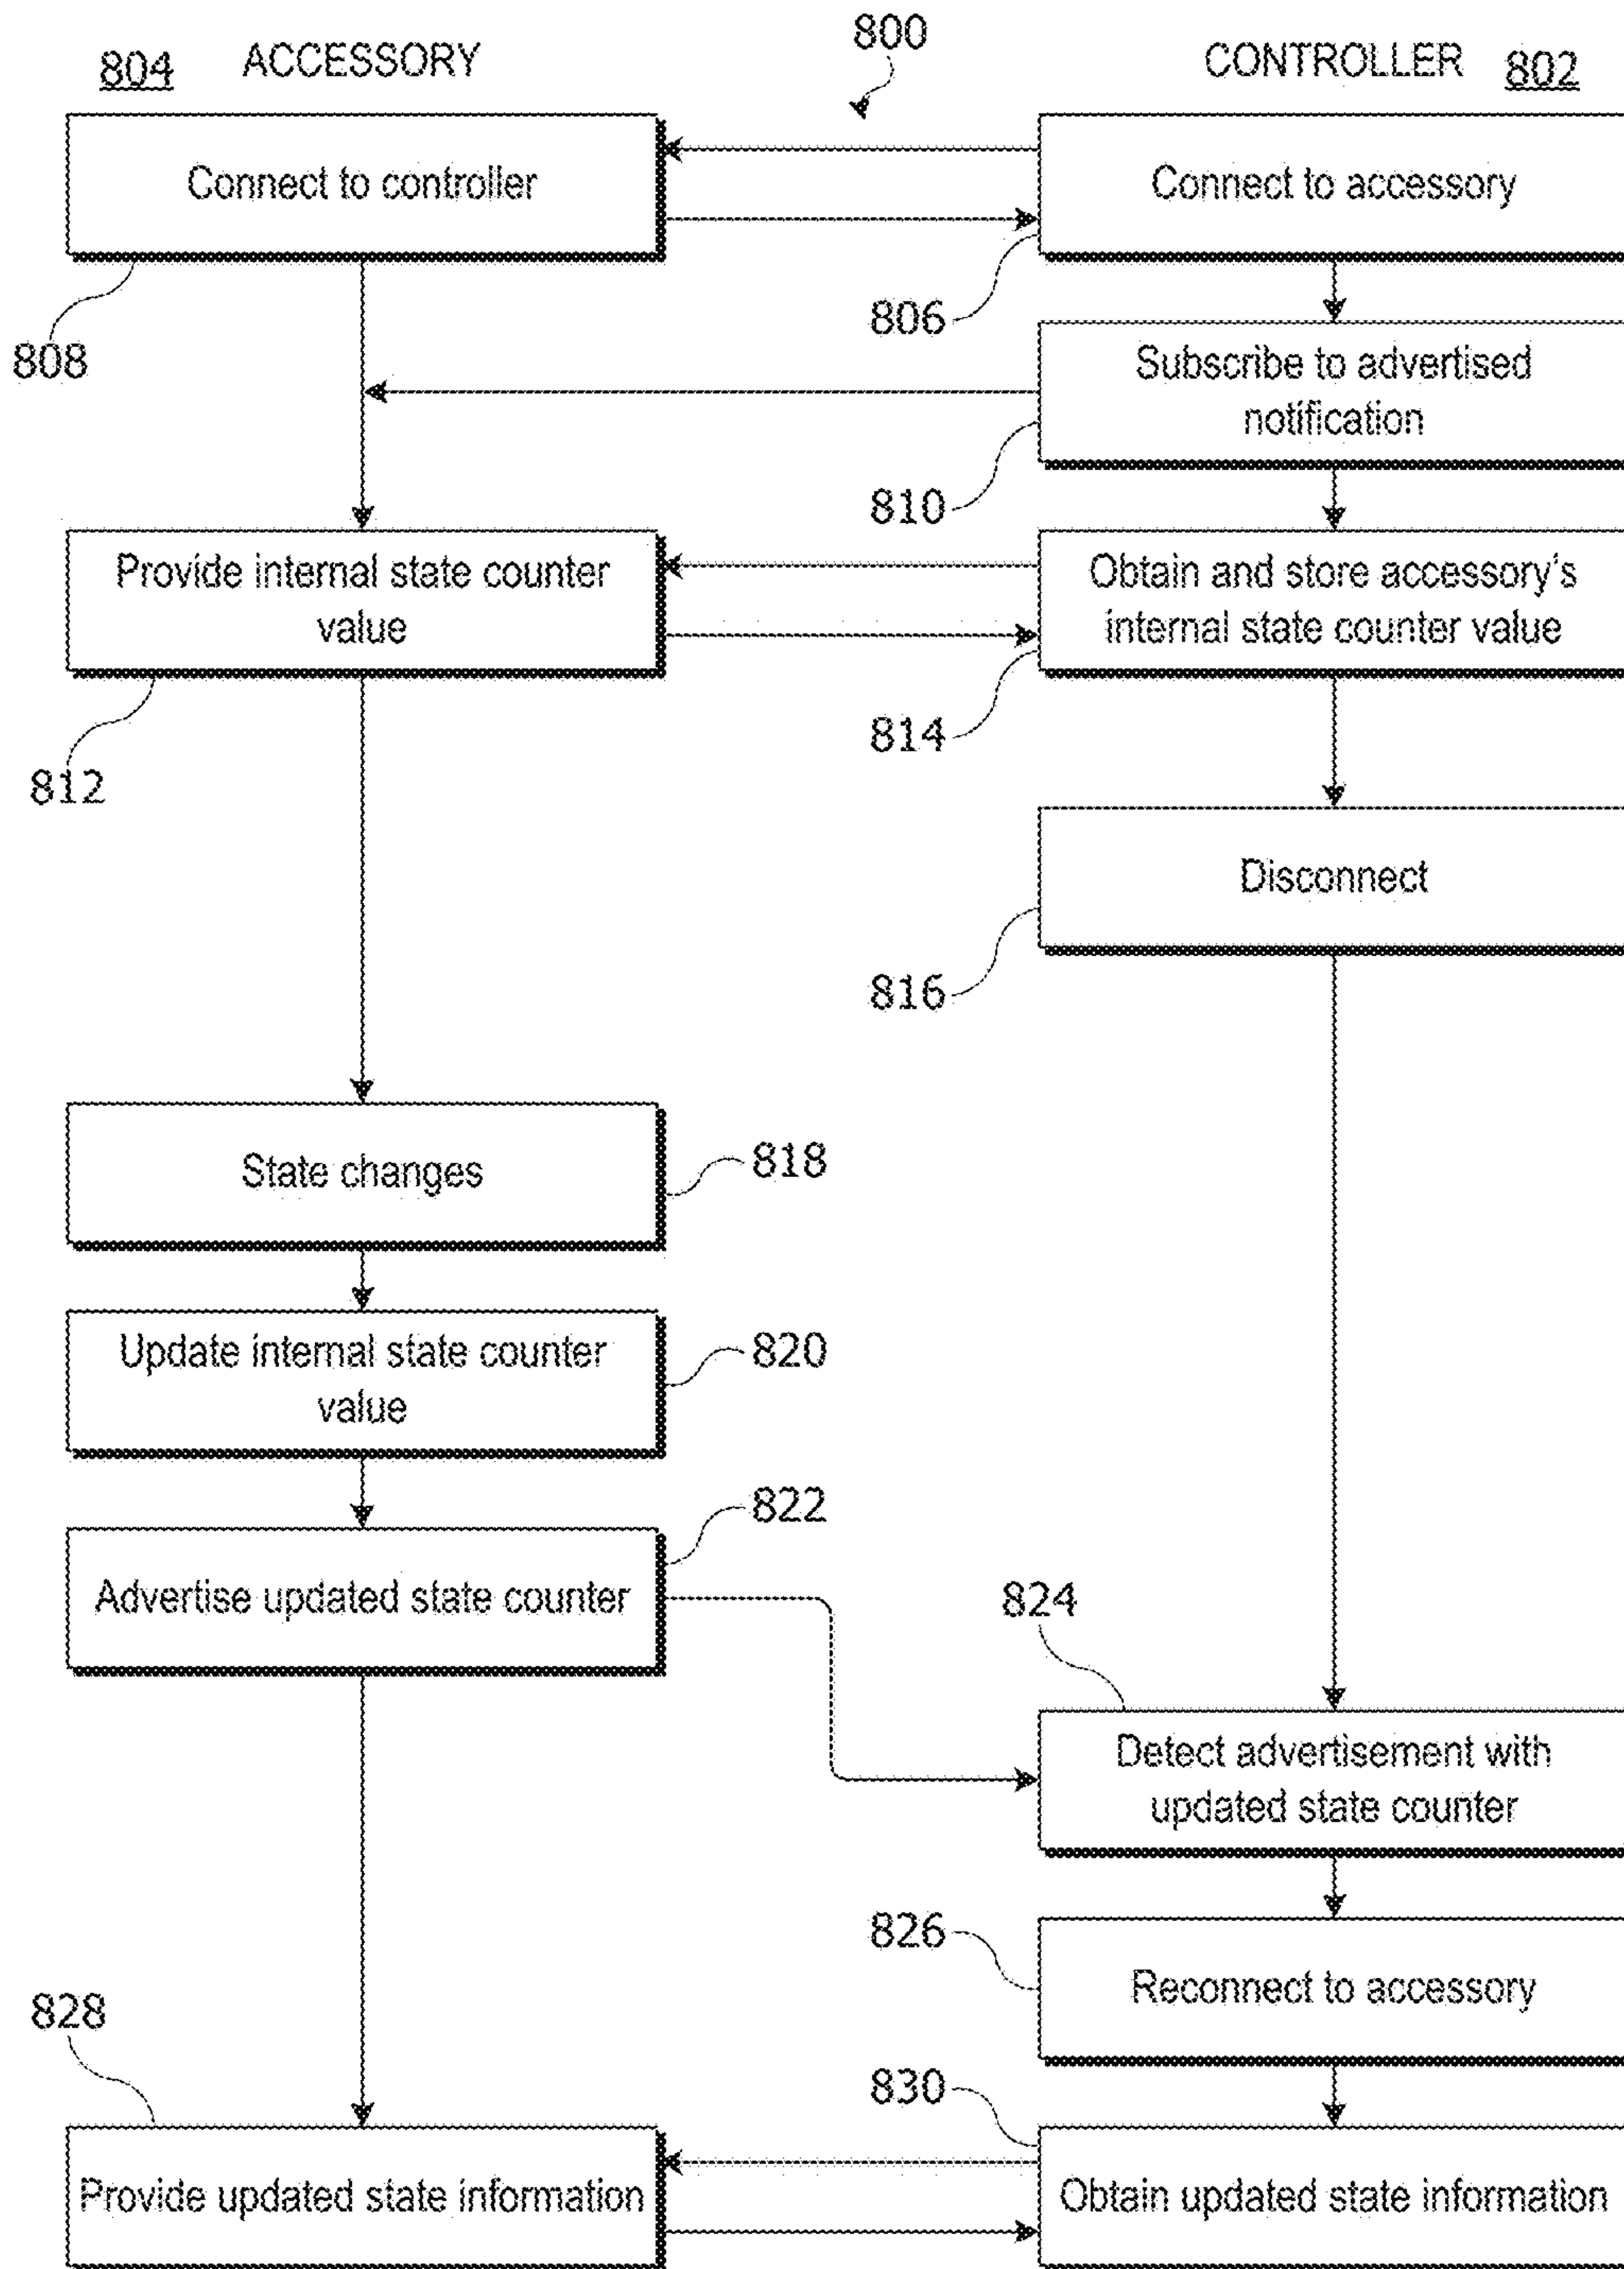 800
804 ACCESSORY
CONTROLLER 802
Connect to controller
Connect to accessory
806
808
Subscribe to advertised
notification
810
Provide internal state counter
value
Obtain and store accessory's
internal state counter value
812
814
Disconnect
816
State changes
818
Update internal state counter
value
820
822
Advertise updated state counter
824
Detect advertisement with
updated state counter
826
Reconnect to accessory
828
830
Provide updated state information
Obtain updated state information